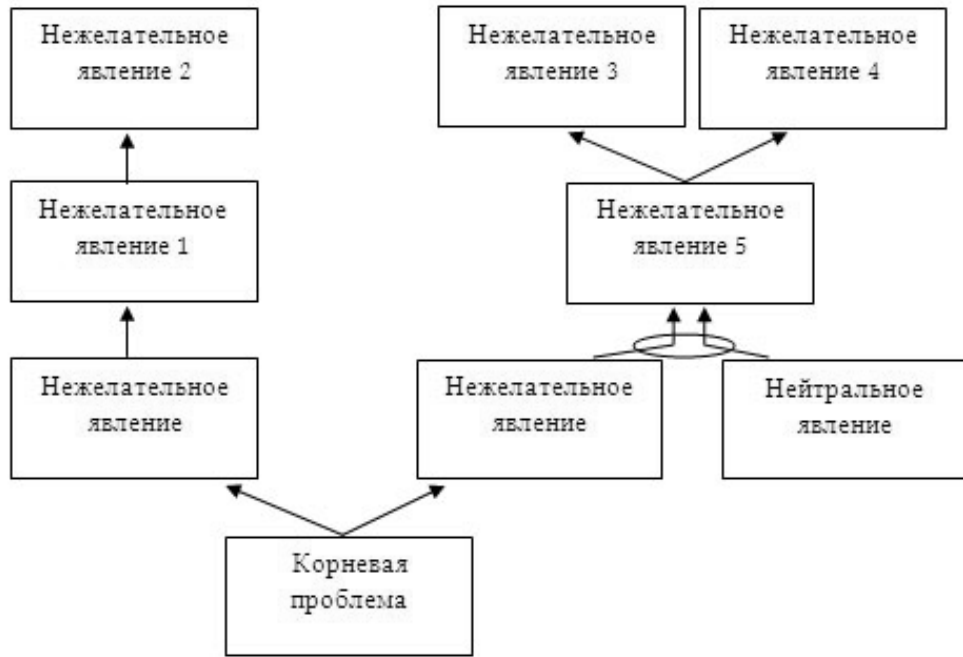 Нежелательное
явление 2
Нежелательное
явление 3
Нежелательное
явление 4
Нежелательное
явление 1
Нежелательное
явление 5
Нежелательное
явление
Нежелательное
явление
Нейтральное
явление
Корневая
проблема